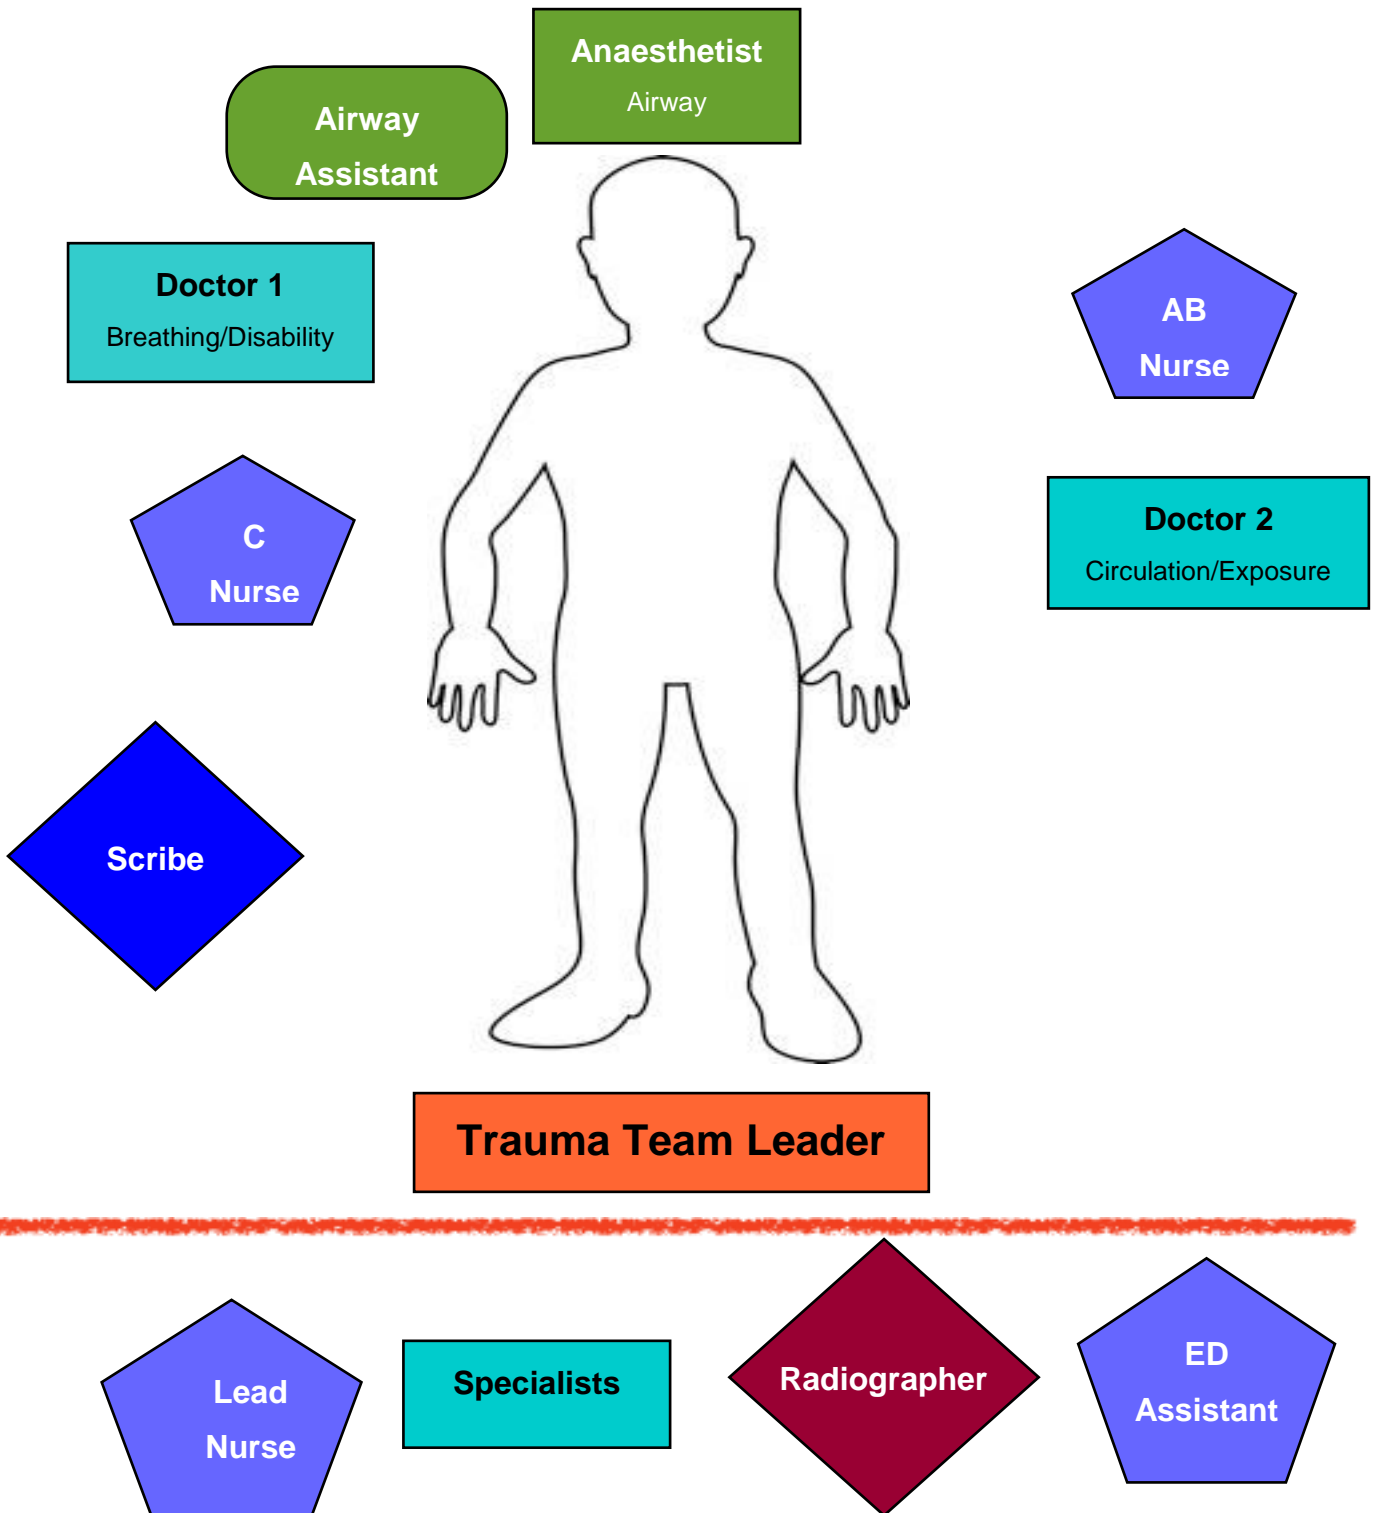 Anaesthetist
Airway
Airway
Assistant
Doctor 1
Breathing/Disability
AB
Nurse
C
Nurse
Doctor 2
Circulation/Exposure
Scribe
Trauma Team Leader
Lead
Nurse
Specialists
Radiographer
ED
Assistant